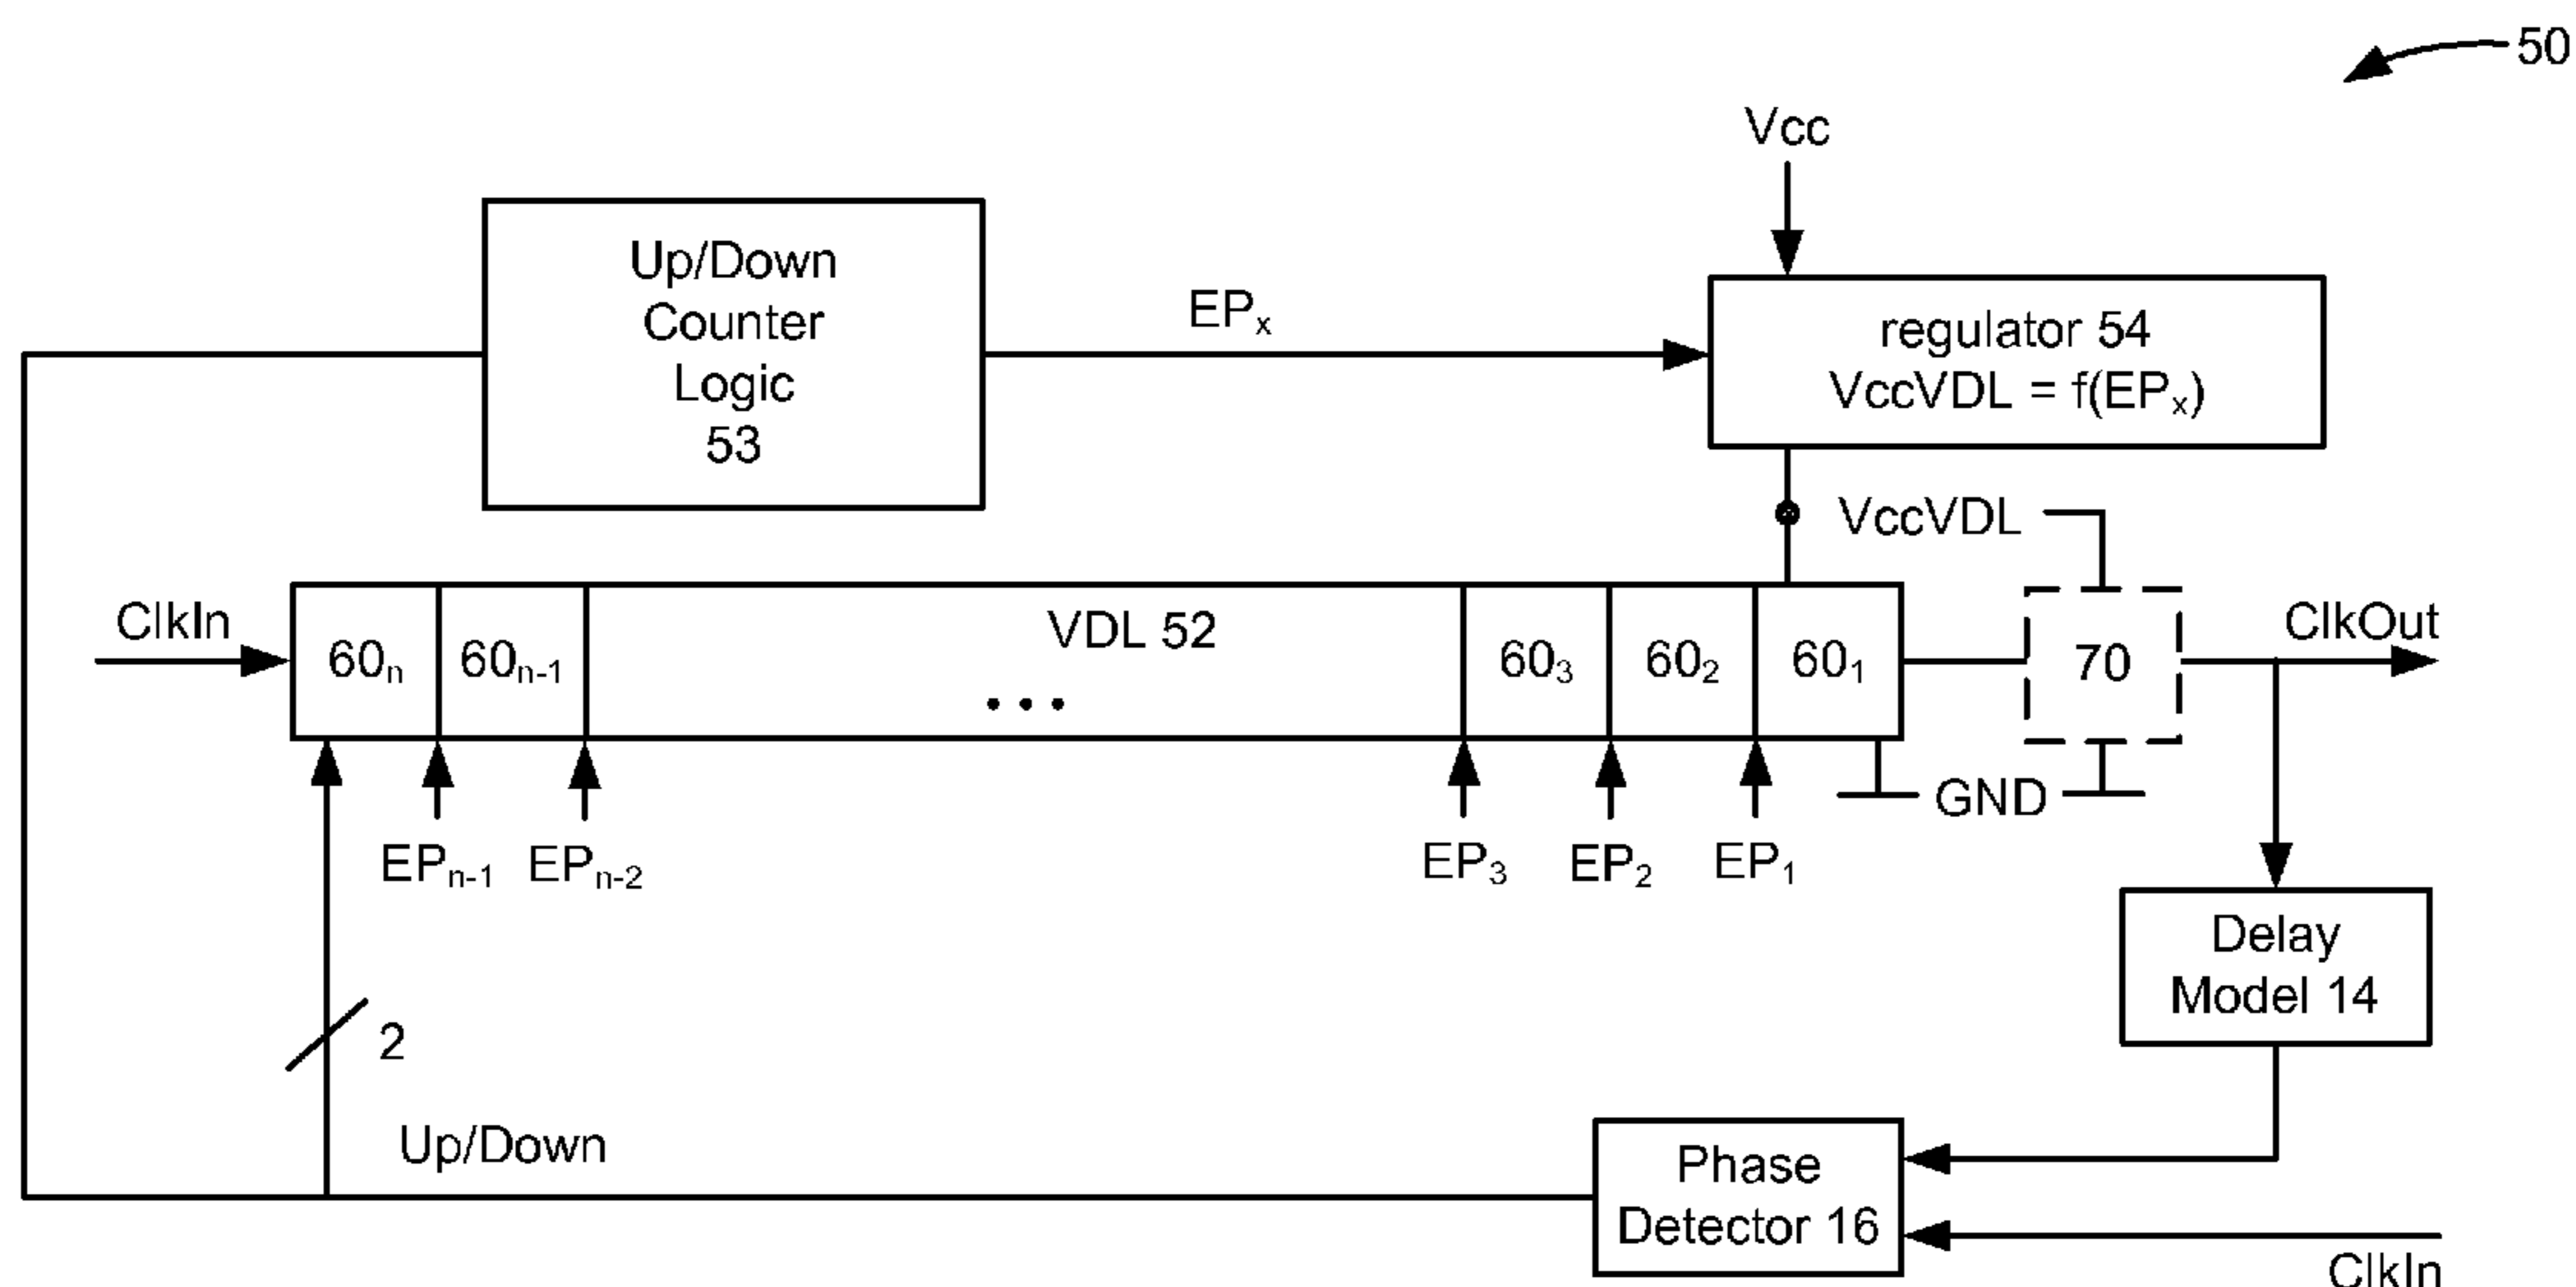 50
Vcc
Up/Down
Counter
Logic
53
EPx
regulator 54
VccVDL = f(EPx)
VccVDL
ClkIn
60n
60n-1
VDL 52
• • •
603
602
601
70
ClkOut
GND
EPn-1
EPn-2
EP3
EP2
EP1
Delay
Model 14
2
Up/Down
Phase
Detector 16
ClkIn